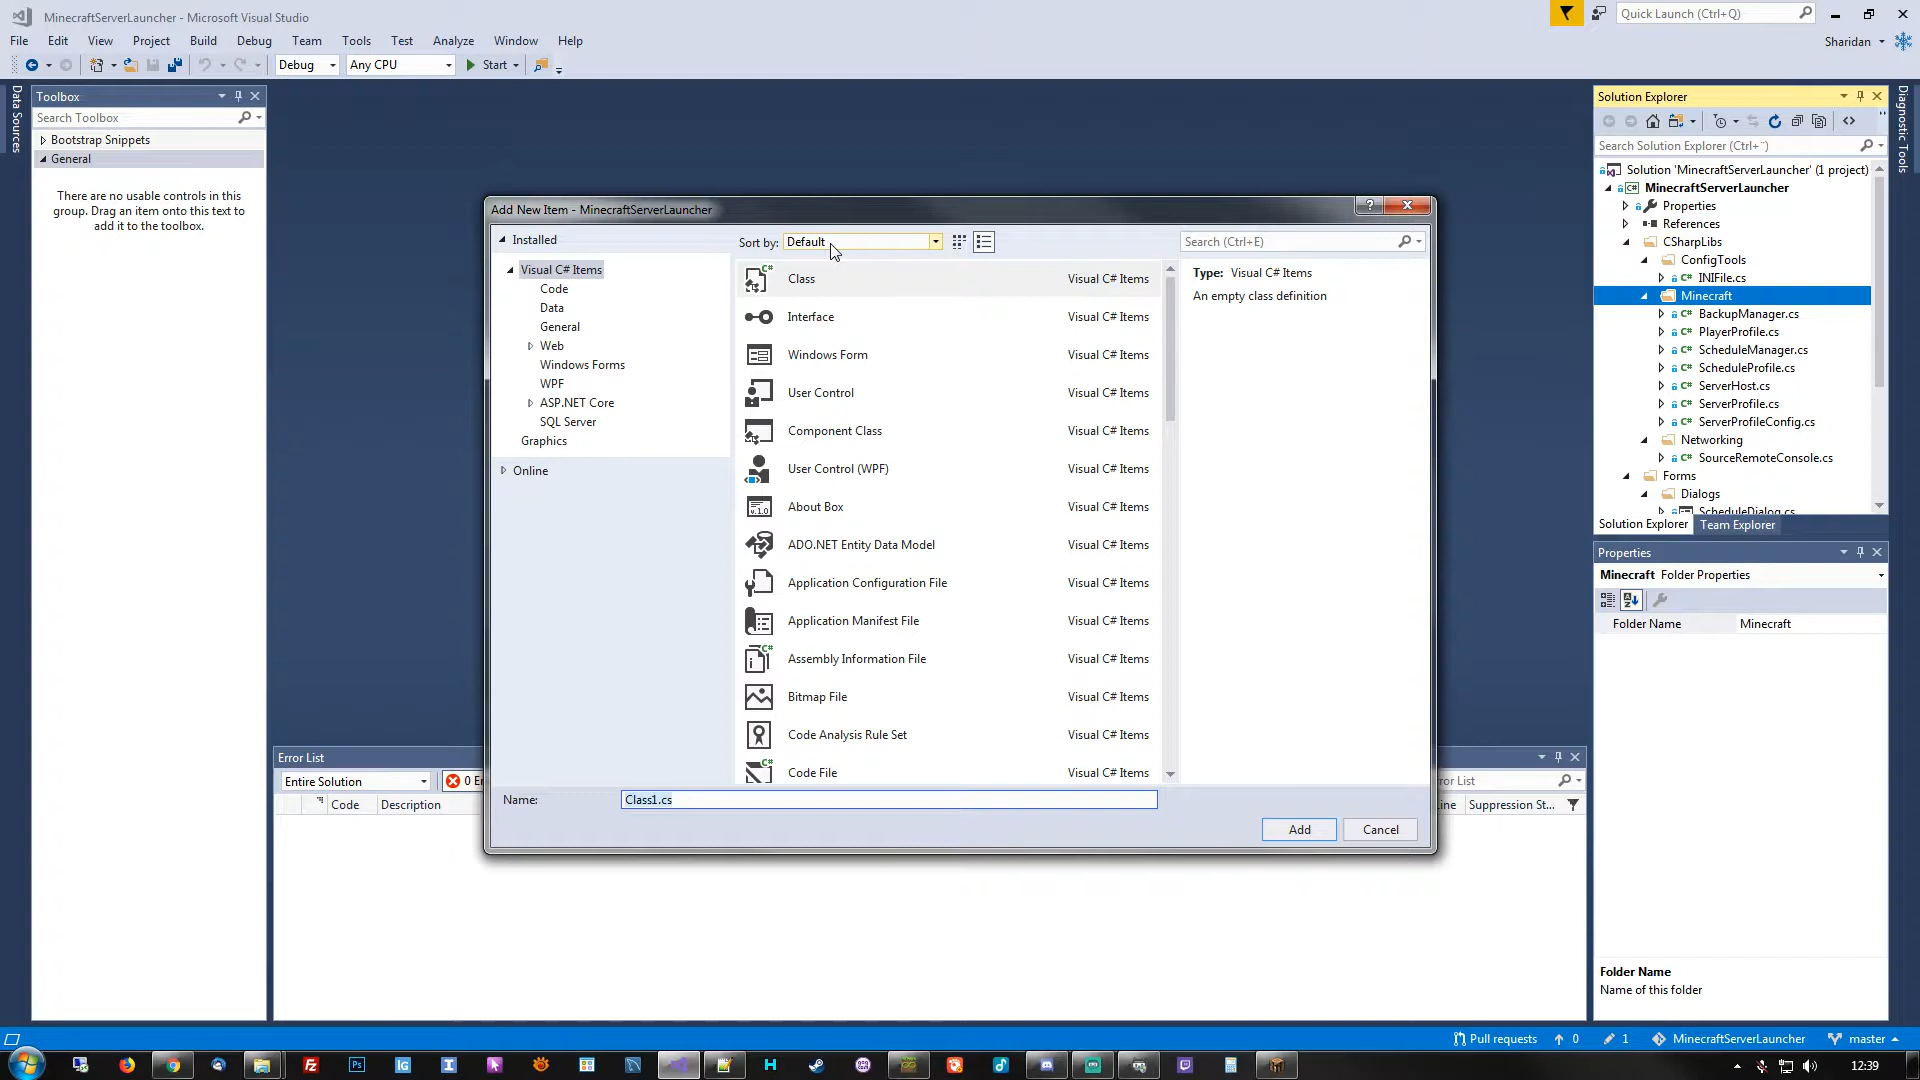 MinecraftServerLauncher - Microsoft Visual Studio
Quick Launch (Ctrl+Q)
File Edit View Project Build Debug Team Tools Test Analyze Window Help
Sharidan
Debug Any CPU Start
Data Sources
Toolbox
Search Toolbox
Bootstrap Snippets
General
There are no usable controls in this
group. Drag an item onto this text to
add it to the toolbox.
Add New Item - MinecraftServerLauncher
Installed
Visual C# Items
Code
Data
General
Web
Windows Forms
WPF
ASP.NET Core
SQL Server
Graphics
Online
Sort by: Default
Search (Ctrl+E)
Class Visual C# Items
Interface Visual C# Items
Windows Form Visual C# Items
User Control Visual C# Items
Component Class Visual C# Items
User Control (WPF) Visual C# Items
About Box Visual C# Items
ADO.NET Entity Data Model Visual C# Items
Application Configuration File Visual C# Items
Application Manifest File Visual C# Items
Assembly Information File Visual C# Items
Bitmap File Visual C# Items
Code Analysis Rule Set Visual C# Items
Code File Visual C# Items
Type: Visual C# Items
An empty class definition
Name: Class1.cs
Add Cancel
Error List
Entire Solution
0 E
Code Description
Suppression St...
Solution Explorer
Search Solution Explorer (Ctrl+¨)
Solution 'MinecraftServerLauncher' (1 project)
MinecraftServerLauncher
Properties
References
CSharpLibs
ConfigTools
INIFile.cs
Minecraft
BackupManager.cs
PlayerProfile.cs
ScheduleManager.cs
ScheduleProfile.cs
ServerHost.cs
ServerProfile.cs
ServerProfileConfig.cs
Networking
SourceRemoteConsole.cs
Forms
Dialogs
ScheduleDialog.cs
Solution Explorer Team Explorer
Diagnostic Tools
Properties
Minecraft Folder Properties
Folder Name Minecraft
Folder Name
Name of this folder
Pull requests 0 1 MinecraftServerLauncher master
12:39